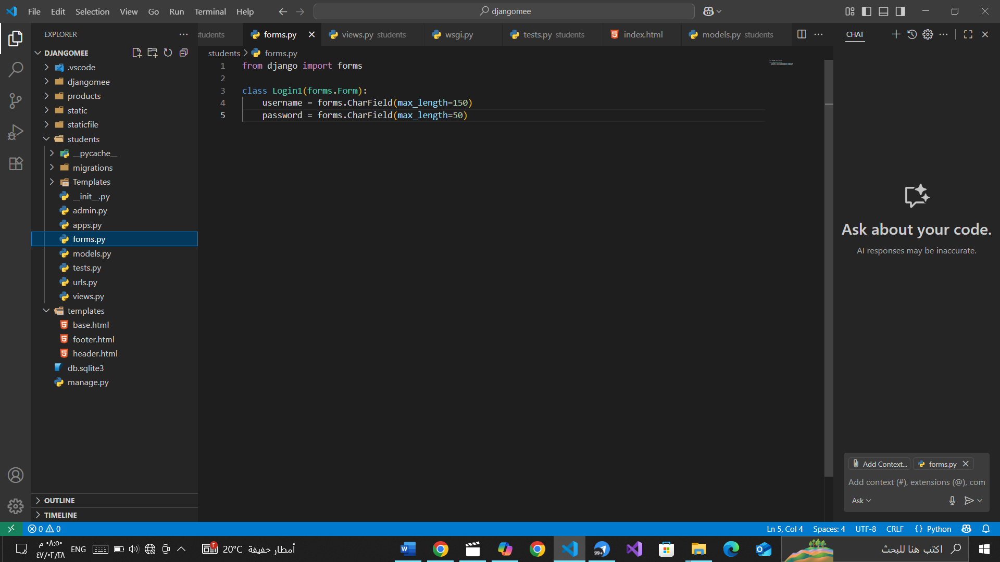 File Edit Selection View Go Run Terminal Help
djangomee
EXPLORER
DJANGOMEE
.vscode
djangomee
products
static
staticfile
students
__pycache__
migrations
Templates
__init__.py
admin.py
apps.py
forms.py
models.py
tests.py
urls.py
views.py
templates
base.html
footer.html
header.html
db.sqlite3
manage.py
OUTLINE
TIMELINE
students
forms.py
views.py students
wsgi.py
tests.py students
index.html
models.py students
students > forms.py
1 from django import forms
2
3 class Login1(forms.Form):
4 username = forms.CharField(max_length=150)
5 password = forms.CharField(max_length=50)
CHAT
Ask about your code.
AI responses may be inaccurate.
Add Context...
forms.py
Add context (#), extensions (@), com
Ask
0 0
Ln 5, Col 4 Spaces: 4 UTF-8 CRLF {} Python
٠٨:٥٠ م
٤٧/٠٢/٢٨
ENG
٢
20°C أمطار خفيفة
99+
اكتب هنا للبحث